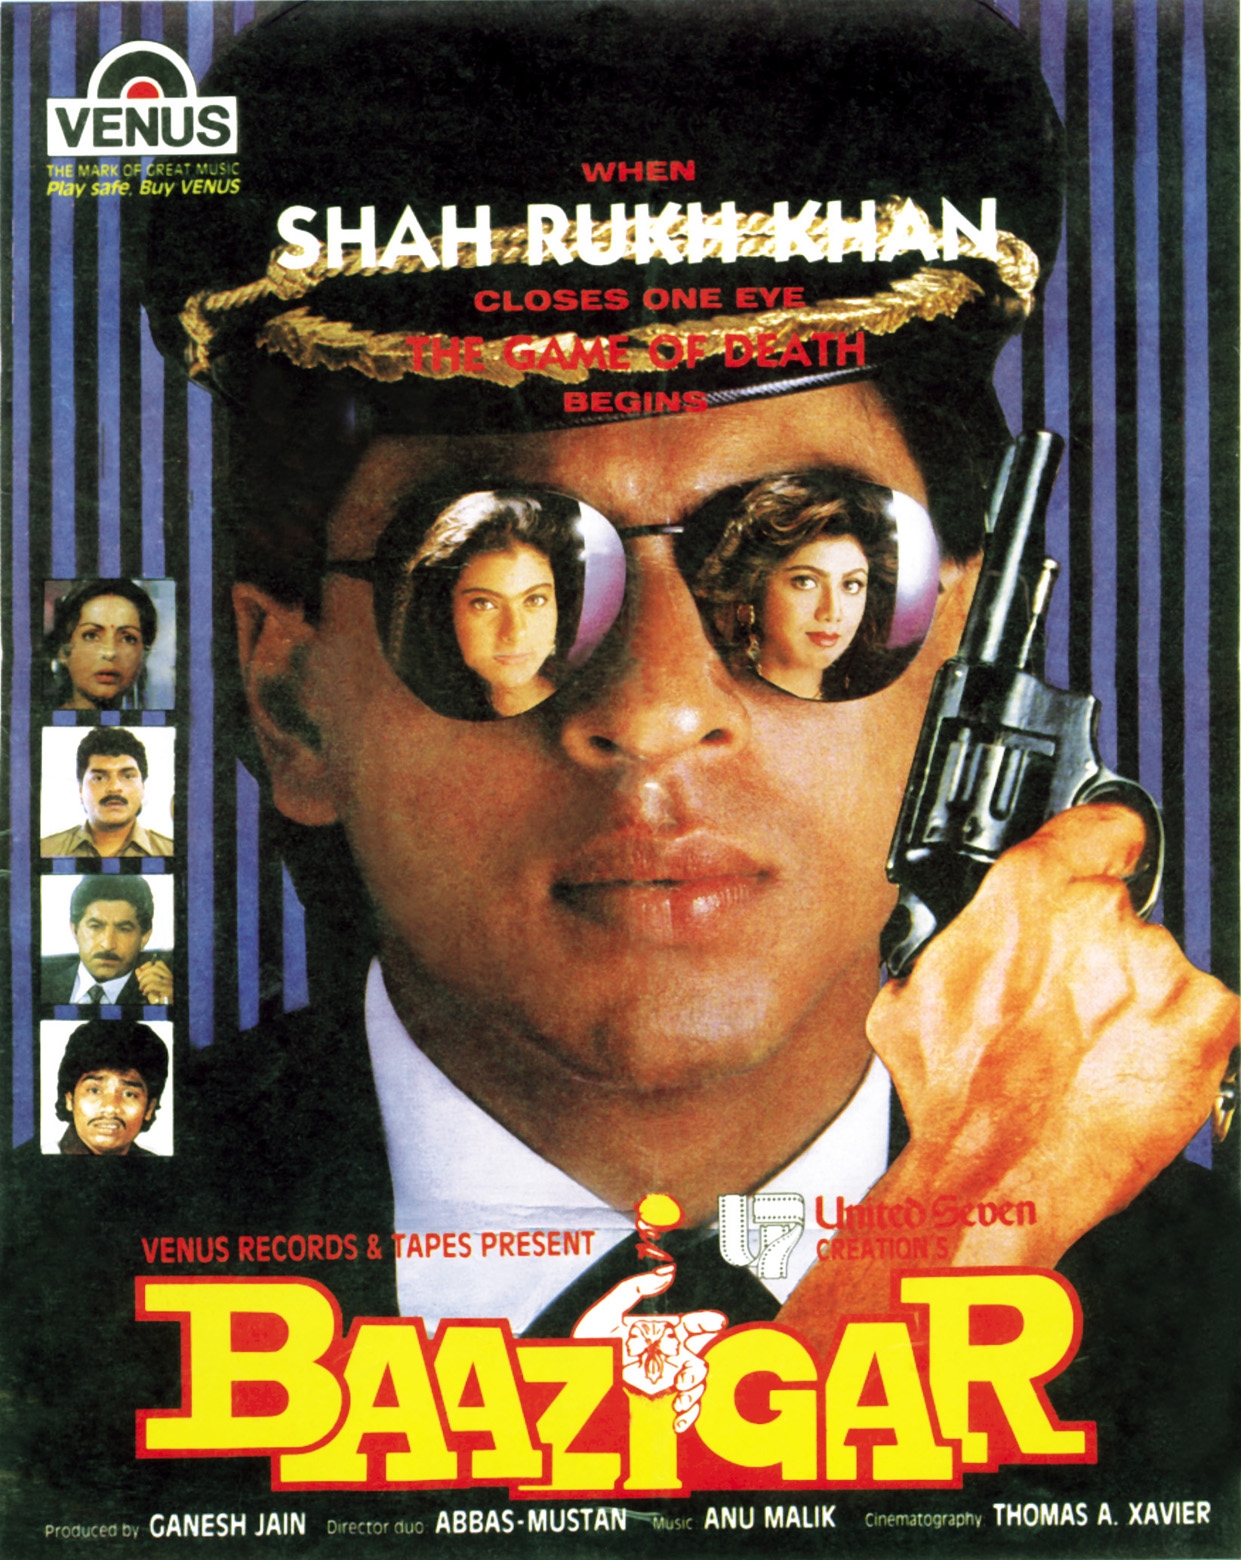 VENUS
THE MARK OF GREAT MUSIC
Play safe, Buy VENUS
WHEN
SHAH RUKH KHAN
CLOSES ONE EYE
THE GAME OF DEATH
BEGINS
VENUS RECORDS & TAPES PRESENT
U7
United Seven
CREATION'S
BAAZiGAR
Produced by GANESH JAIN Director duo ABBAS-MUSTAN Music ANU MALIK Cinematography THOMAS A. XAVIER